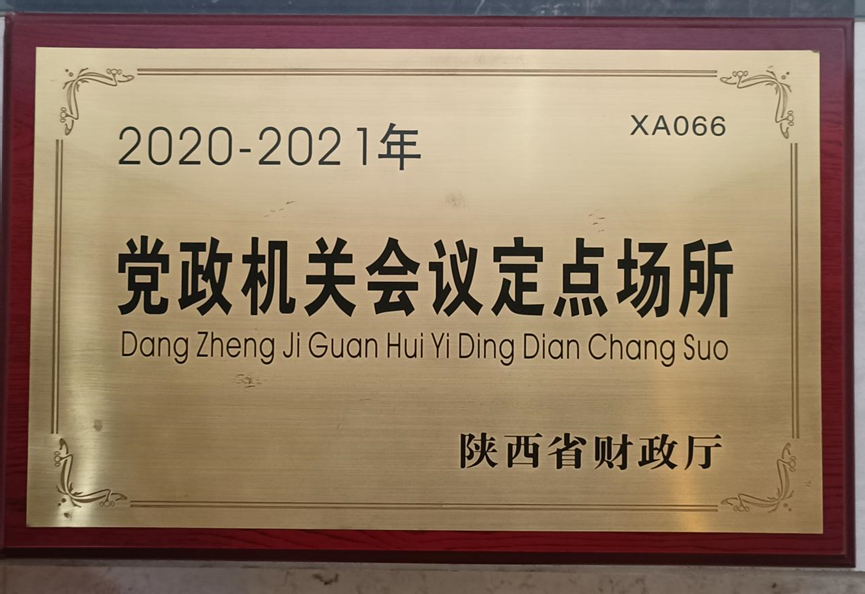 2020-2021年
XA066
党政机关会议定点场所
Dang Zheng Ji Guan Hui Yi Ding Dian Chang Suo
陕西省财政厅